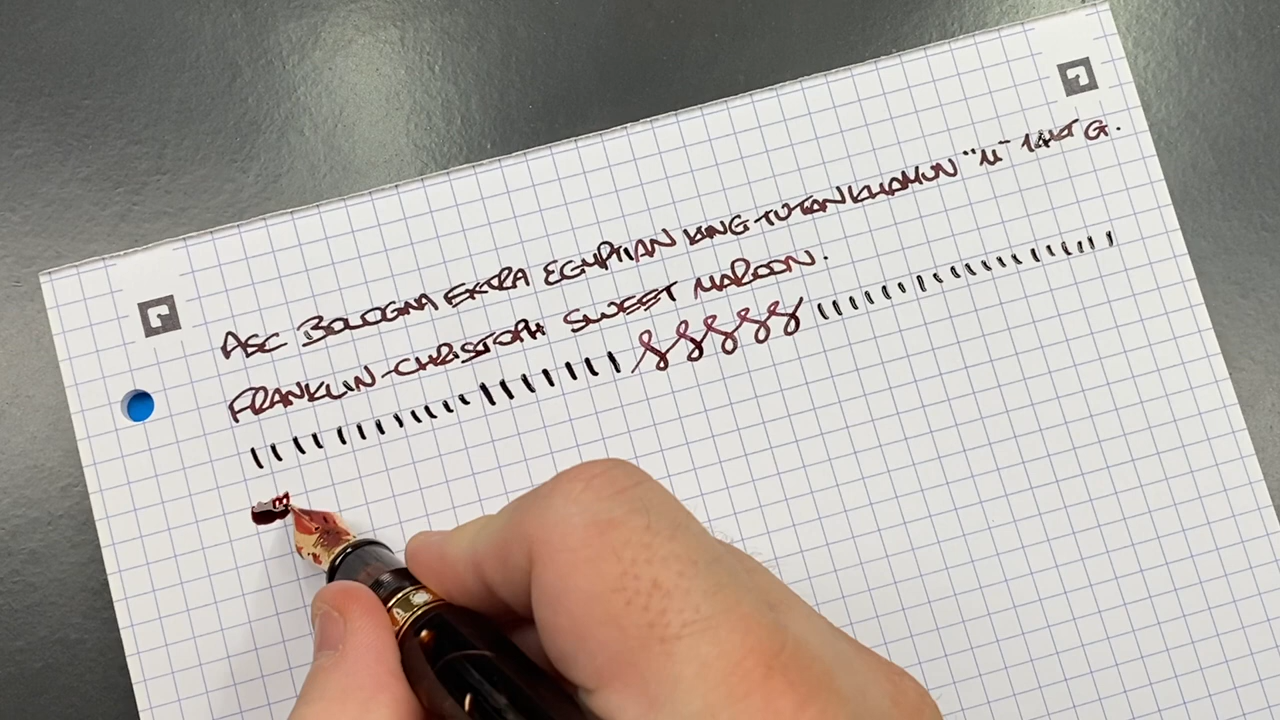 ASC BOLOGNA EXTRA EGYPTIAN KING TUTANKHAMUN "M" 14KT G.
FRANKLIN-CHRISTOPH SWEET MAROON.